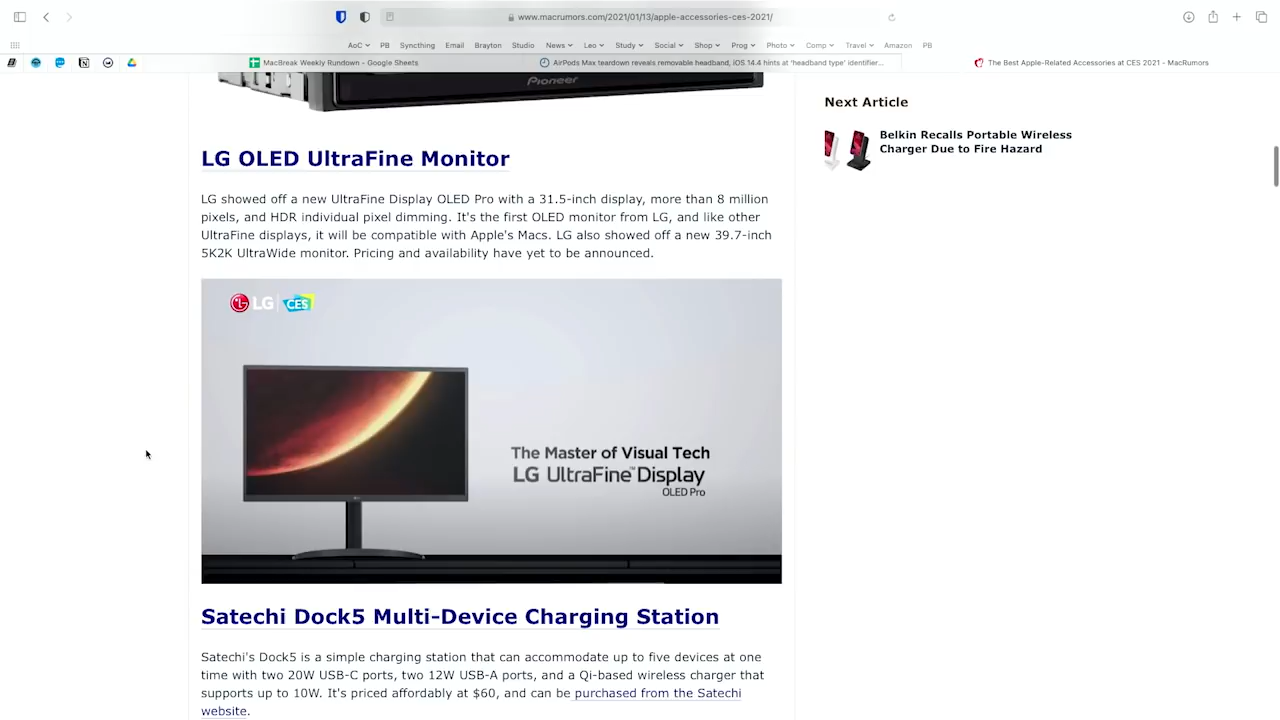 www.macrumors.com/2021/01/13/apple-accessories-ces-2021/
AoC PB Syncthing Email Brayton Studio News Leo Study Social Shop Prog Photo Comp Travel Amazon PB
MacBreak Weekly Rundown - Google Sheets
AirPods Max teardown reveals removable headband, iOS 14.4 hints at 'headband type' identifier...
The Best Apple-Related Accessories at CES 2021 - MacRumors
Pioneer
LG OLED UltraFine Monitor
LG showed off a new UltraFine Display OLED Pro with a 31.5-inch display, more than 8 million
pixels, and HDR individual pixel dimming. It's the first OLED monitor from LG, and like other
UltraFine displays, it will be compatible with Apple's Macs. LG also showed off a new 39.7-inch
5K2K UltraWide monitor. Pricing and availability have yet to be announced.
LG CES
The Master of Visual Tech
LG UltraFine™ Display
OLED Pro
Satechi Dock5 Multi-Device Charging Station
Satechi's Dock5 is a simple charging station that can accommodate up to five devices at one
time with two 20W USB-C ports, two 12W USB-A ports, and a Qi-based wireless charger that
supports up to 10W. It's priced affordably at $60, and can be purchased from the Satechi
website.
Next Article
Belkin Recalls Portable Wireless
Charger Due to Fire Hazard